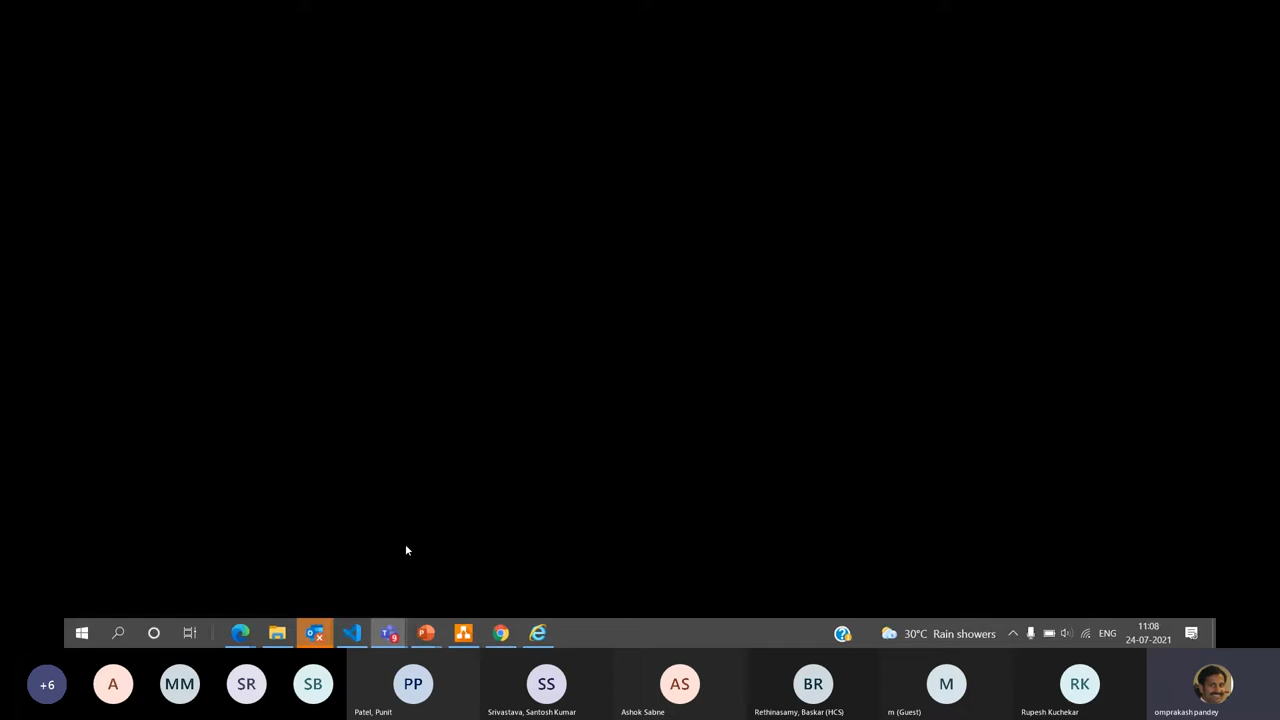 9
30°C Rain showers
ENG
11:08
24-07-2021
+6
A
MM
SR
SB
PP
SS
AS
BR
M
RK
Patel, Punit
Srivastava, Santosh Kumar
Ashok Sabne
Rethinasamy, Baskar (HCS)
m (Guest)
Rupesh Kuchekar
omprakash pandey